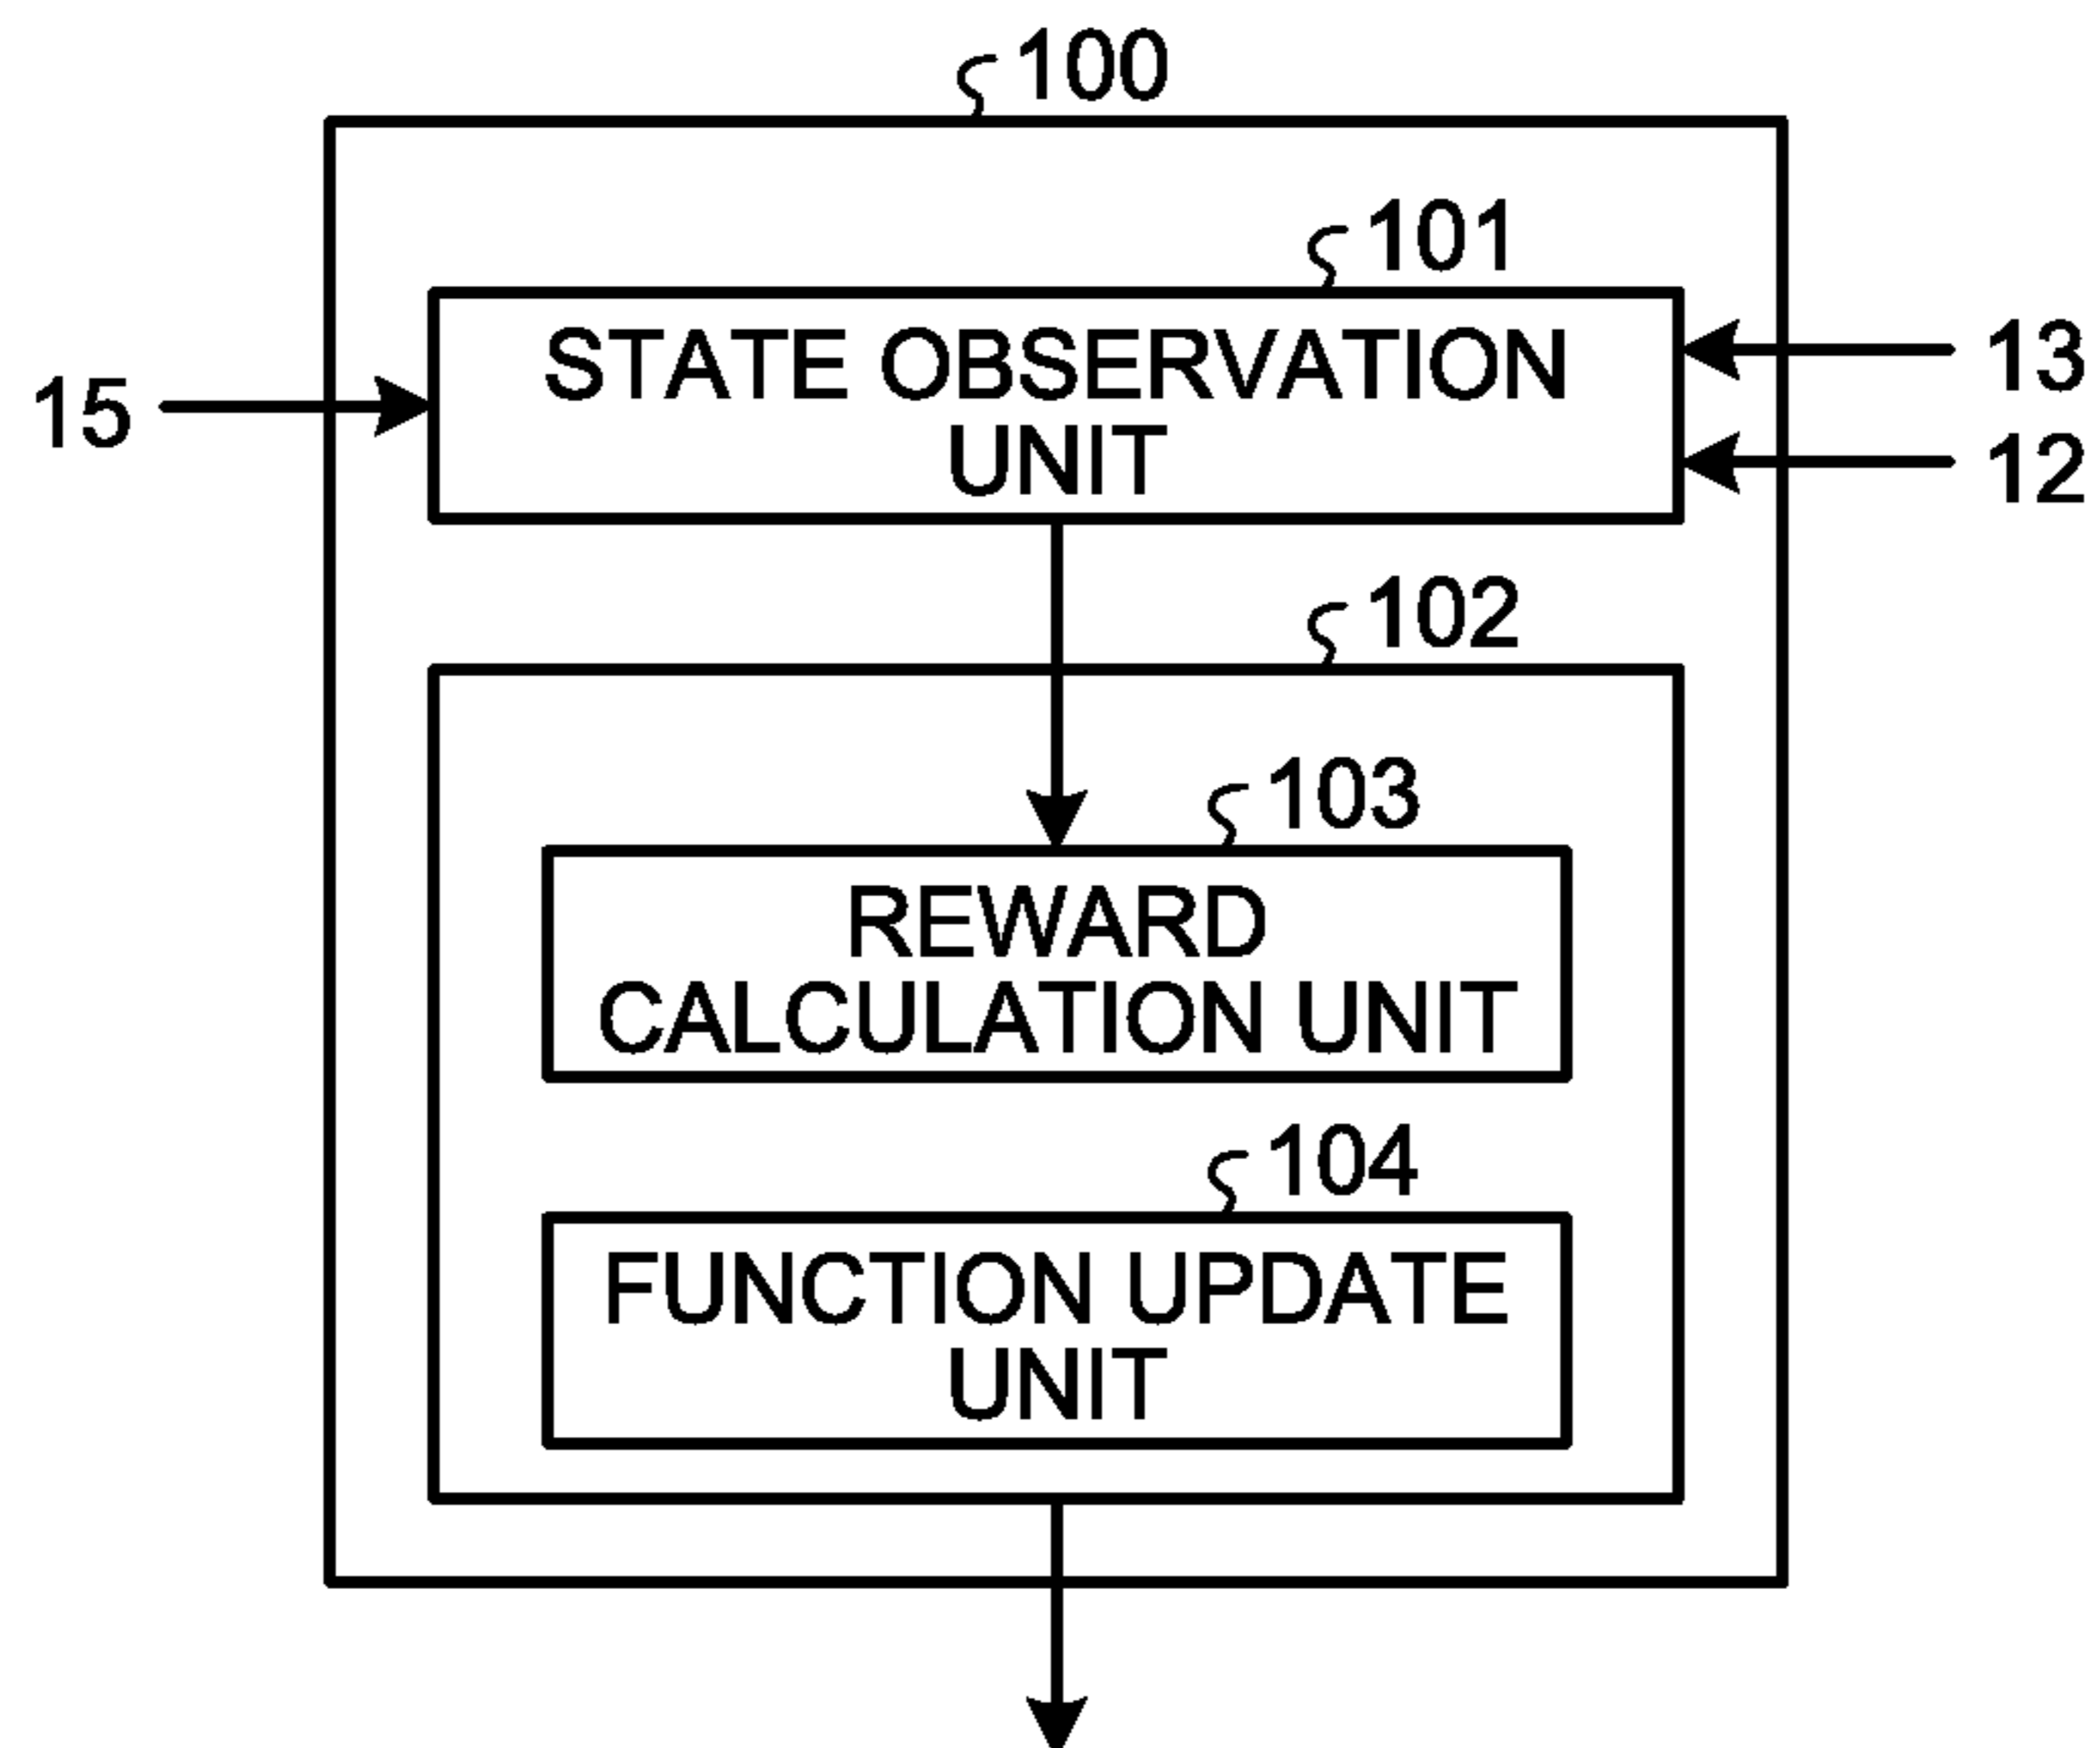 100
101
STATE OBSERVATION
UNIT
15
13
12
102
103
REWARD
CALCULATION UNIT
104
FUNCTION UPDATE
UNIT